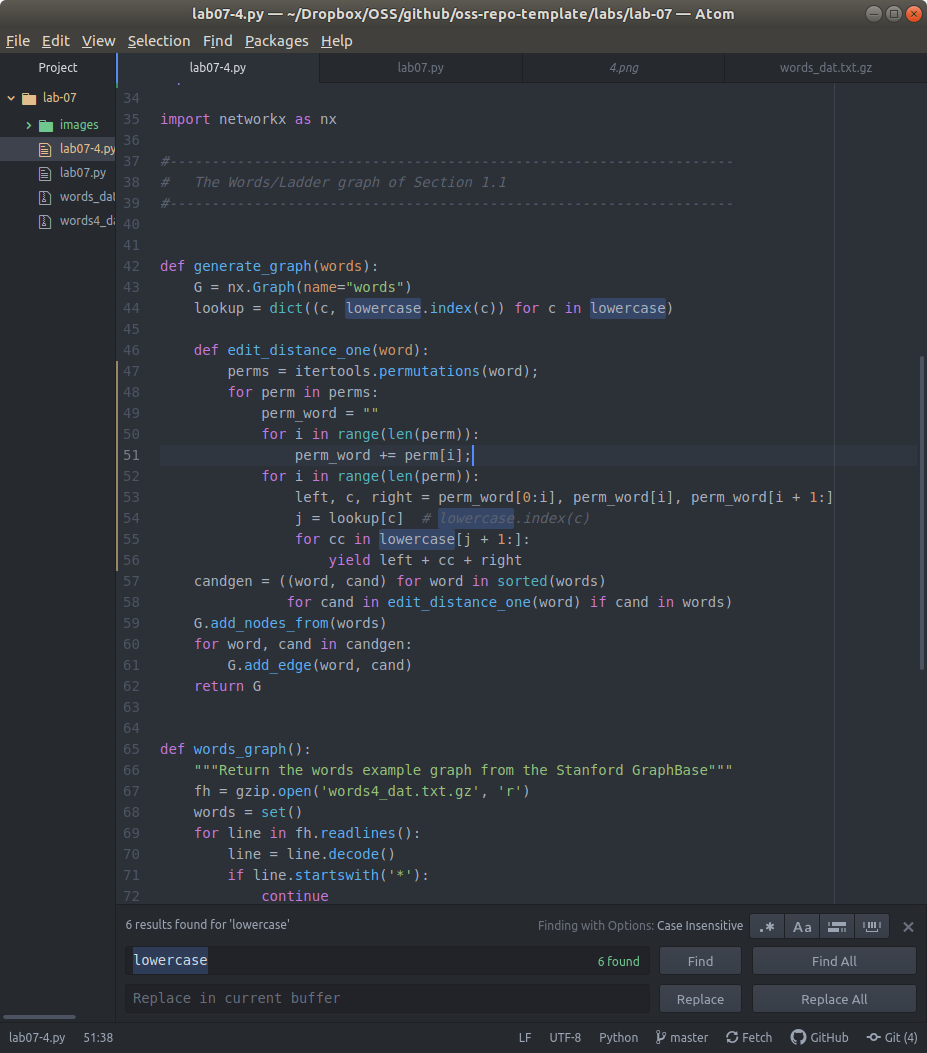 lab07-4.py — ~/Dropbox/OSS/github/oss-repo-template/labs/lab-07 — Atom
File Edit View Selection Find Packages Help
Project lab07-4.py lab07.py 4.png words_dat.txt.gz
lab-07
images
lab07-4.py
lab07.py
words_dat
words4_da
34
35 import networkx as nx
36
37 #-------------------------------------------------------------------
38 #   The Words/Ladder graph of Section 1.1
39 #-------------------------------------------------------------------
40
41
42 def generate_graph(words):
43     G = nx.Graph(name="words")
44     lookup = dict((c, lowercase.index(c)) for c in lowercase)
45
46     def edit_distance_one(word):
47         perms = itertools.permutations(word);
48         for perm in perms:
49             perm_word = ""
50             for i in range(len(perm)):
51                 perm_word += perm[i];
52             for i in range(len(perm)):
53                 left, c, right = perm_word[0:i], perm_word[i], perm_word[i + 1:]
54                 j = lookup[c]  # lowercase.index(c)
55                 for cc in lowercase[j + 1:]:
56                     yield left + cc + right
57     candgen = ((word, cand) for word in sorted(words)
58                for cand in edit_distance_one(word) if cand in words)
59     G.add_nodes_from(words)
60     for word, cand in candgen:
61         G.add_edge(word, cand)
62     return G
63
64
65 def words_graph():
66     """Return the words example graph from the Stanford GraphBase"""
67     fh = gzip.open('words4_dat.txt.gz', 'r')
68     words = set()
69     for line in fh.readlines():
70         line = line.decode()
71         if line.startswith('*'):
72             continue
6 results found for 'lowercase' Finding with Options: Case Insensitive .* Aa
lowercase 6 found Find Find All
Replace in current buffer Replace Replace All
lab07-4.py 51:38 LF UTF-8 Python master Fetch GitHub Git (4)